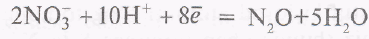 2NO₃⁻ + 10H⁺ + 8e̅ = N₂O+5H₂O